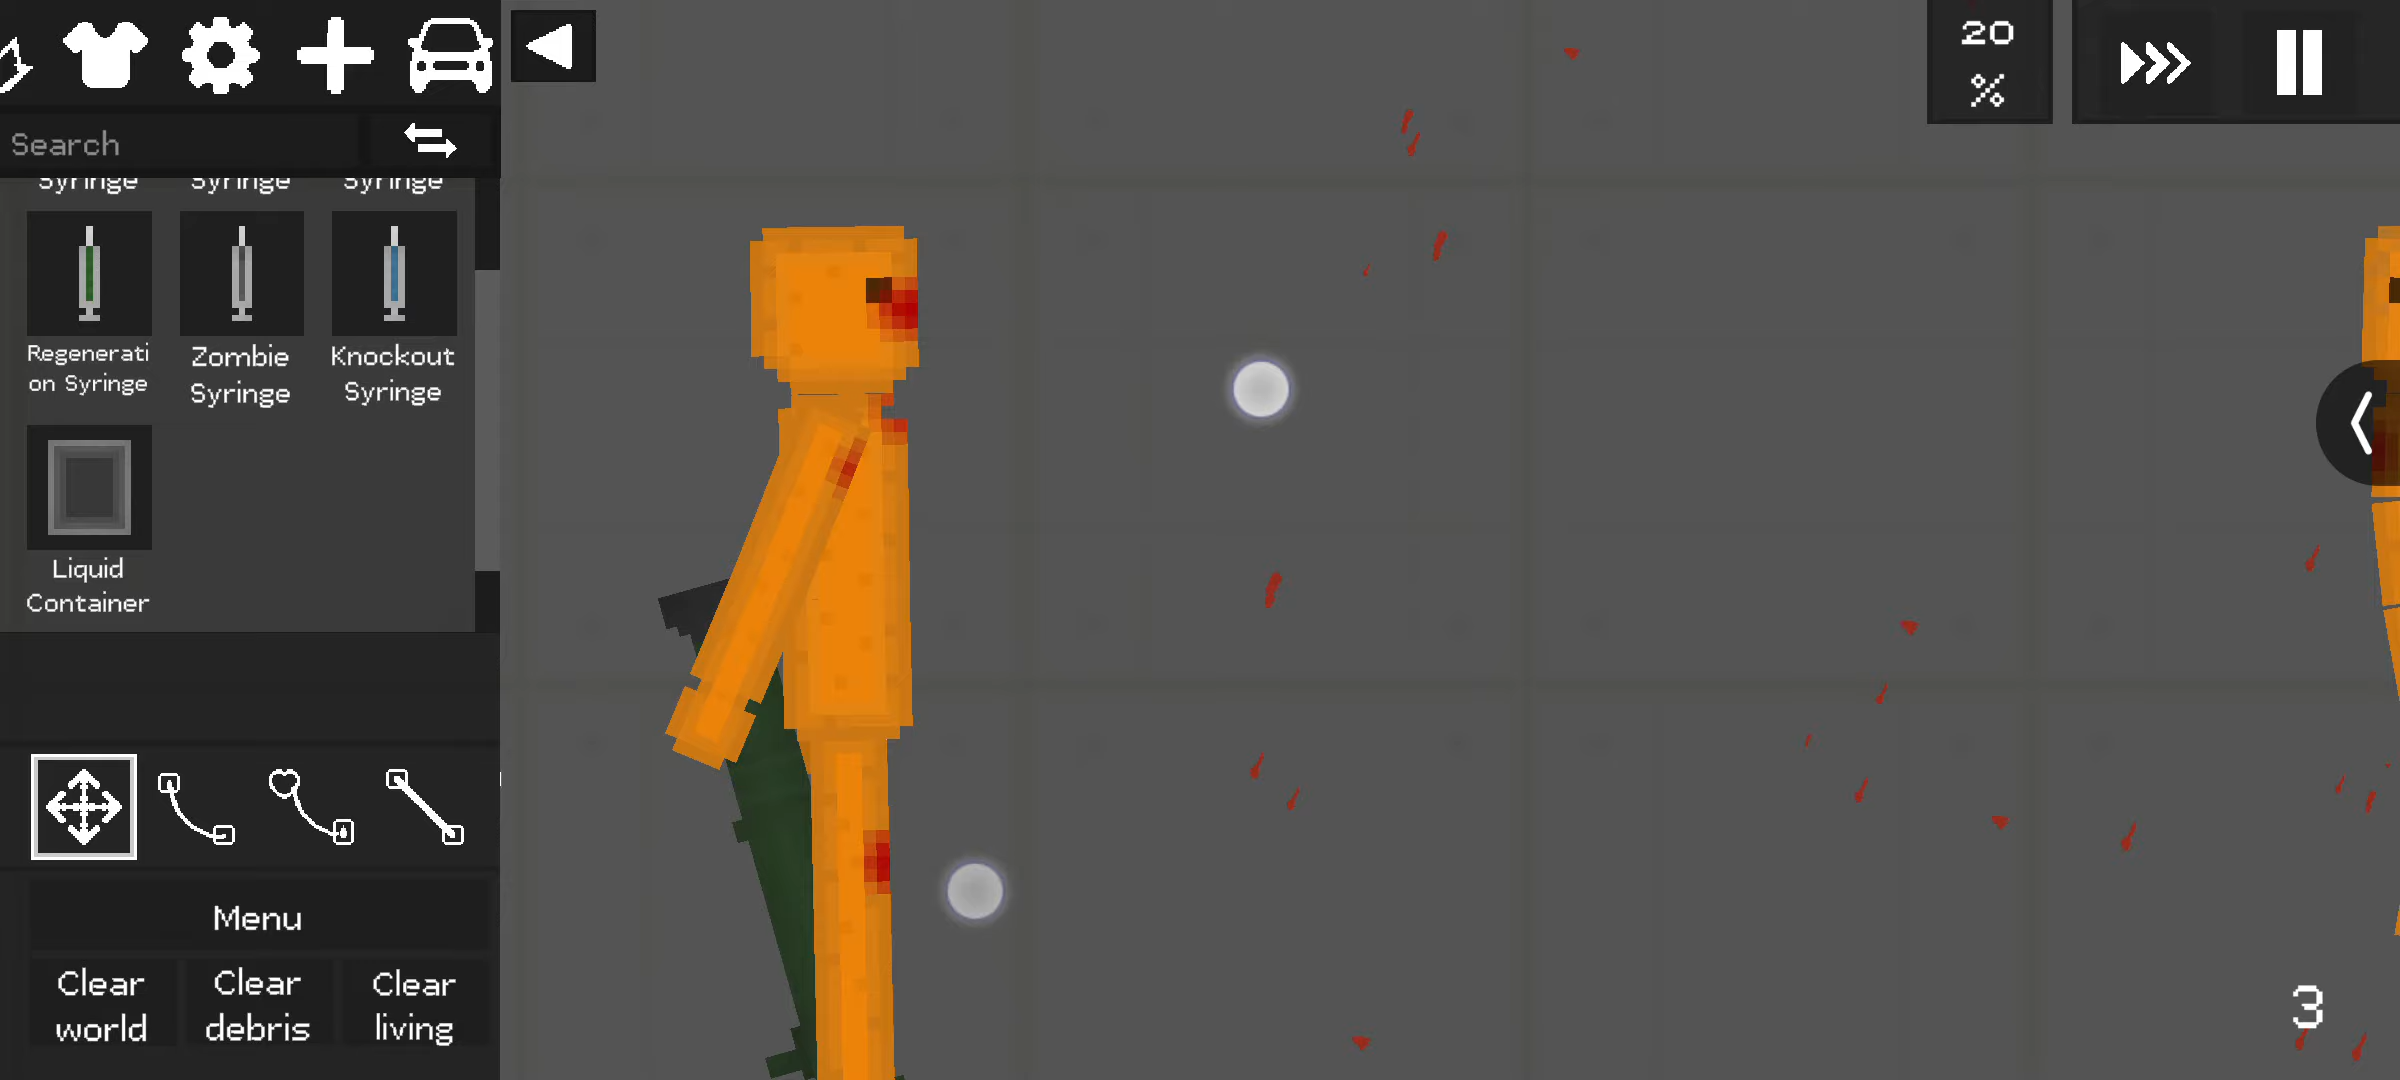 20
%
Search
Syringe Syringe Syringe
Regenerati
on Syringe
Zombie
Syringe
Knockout
Syringe
Liquid
Container
Menu
Clear
world
Clear
debris
Clear
living
3